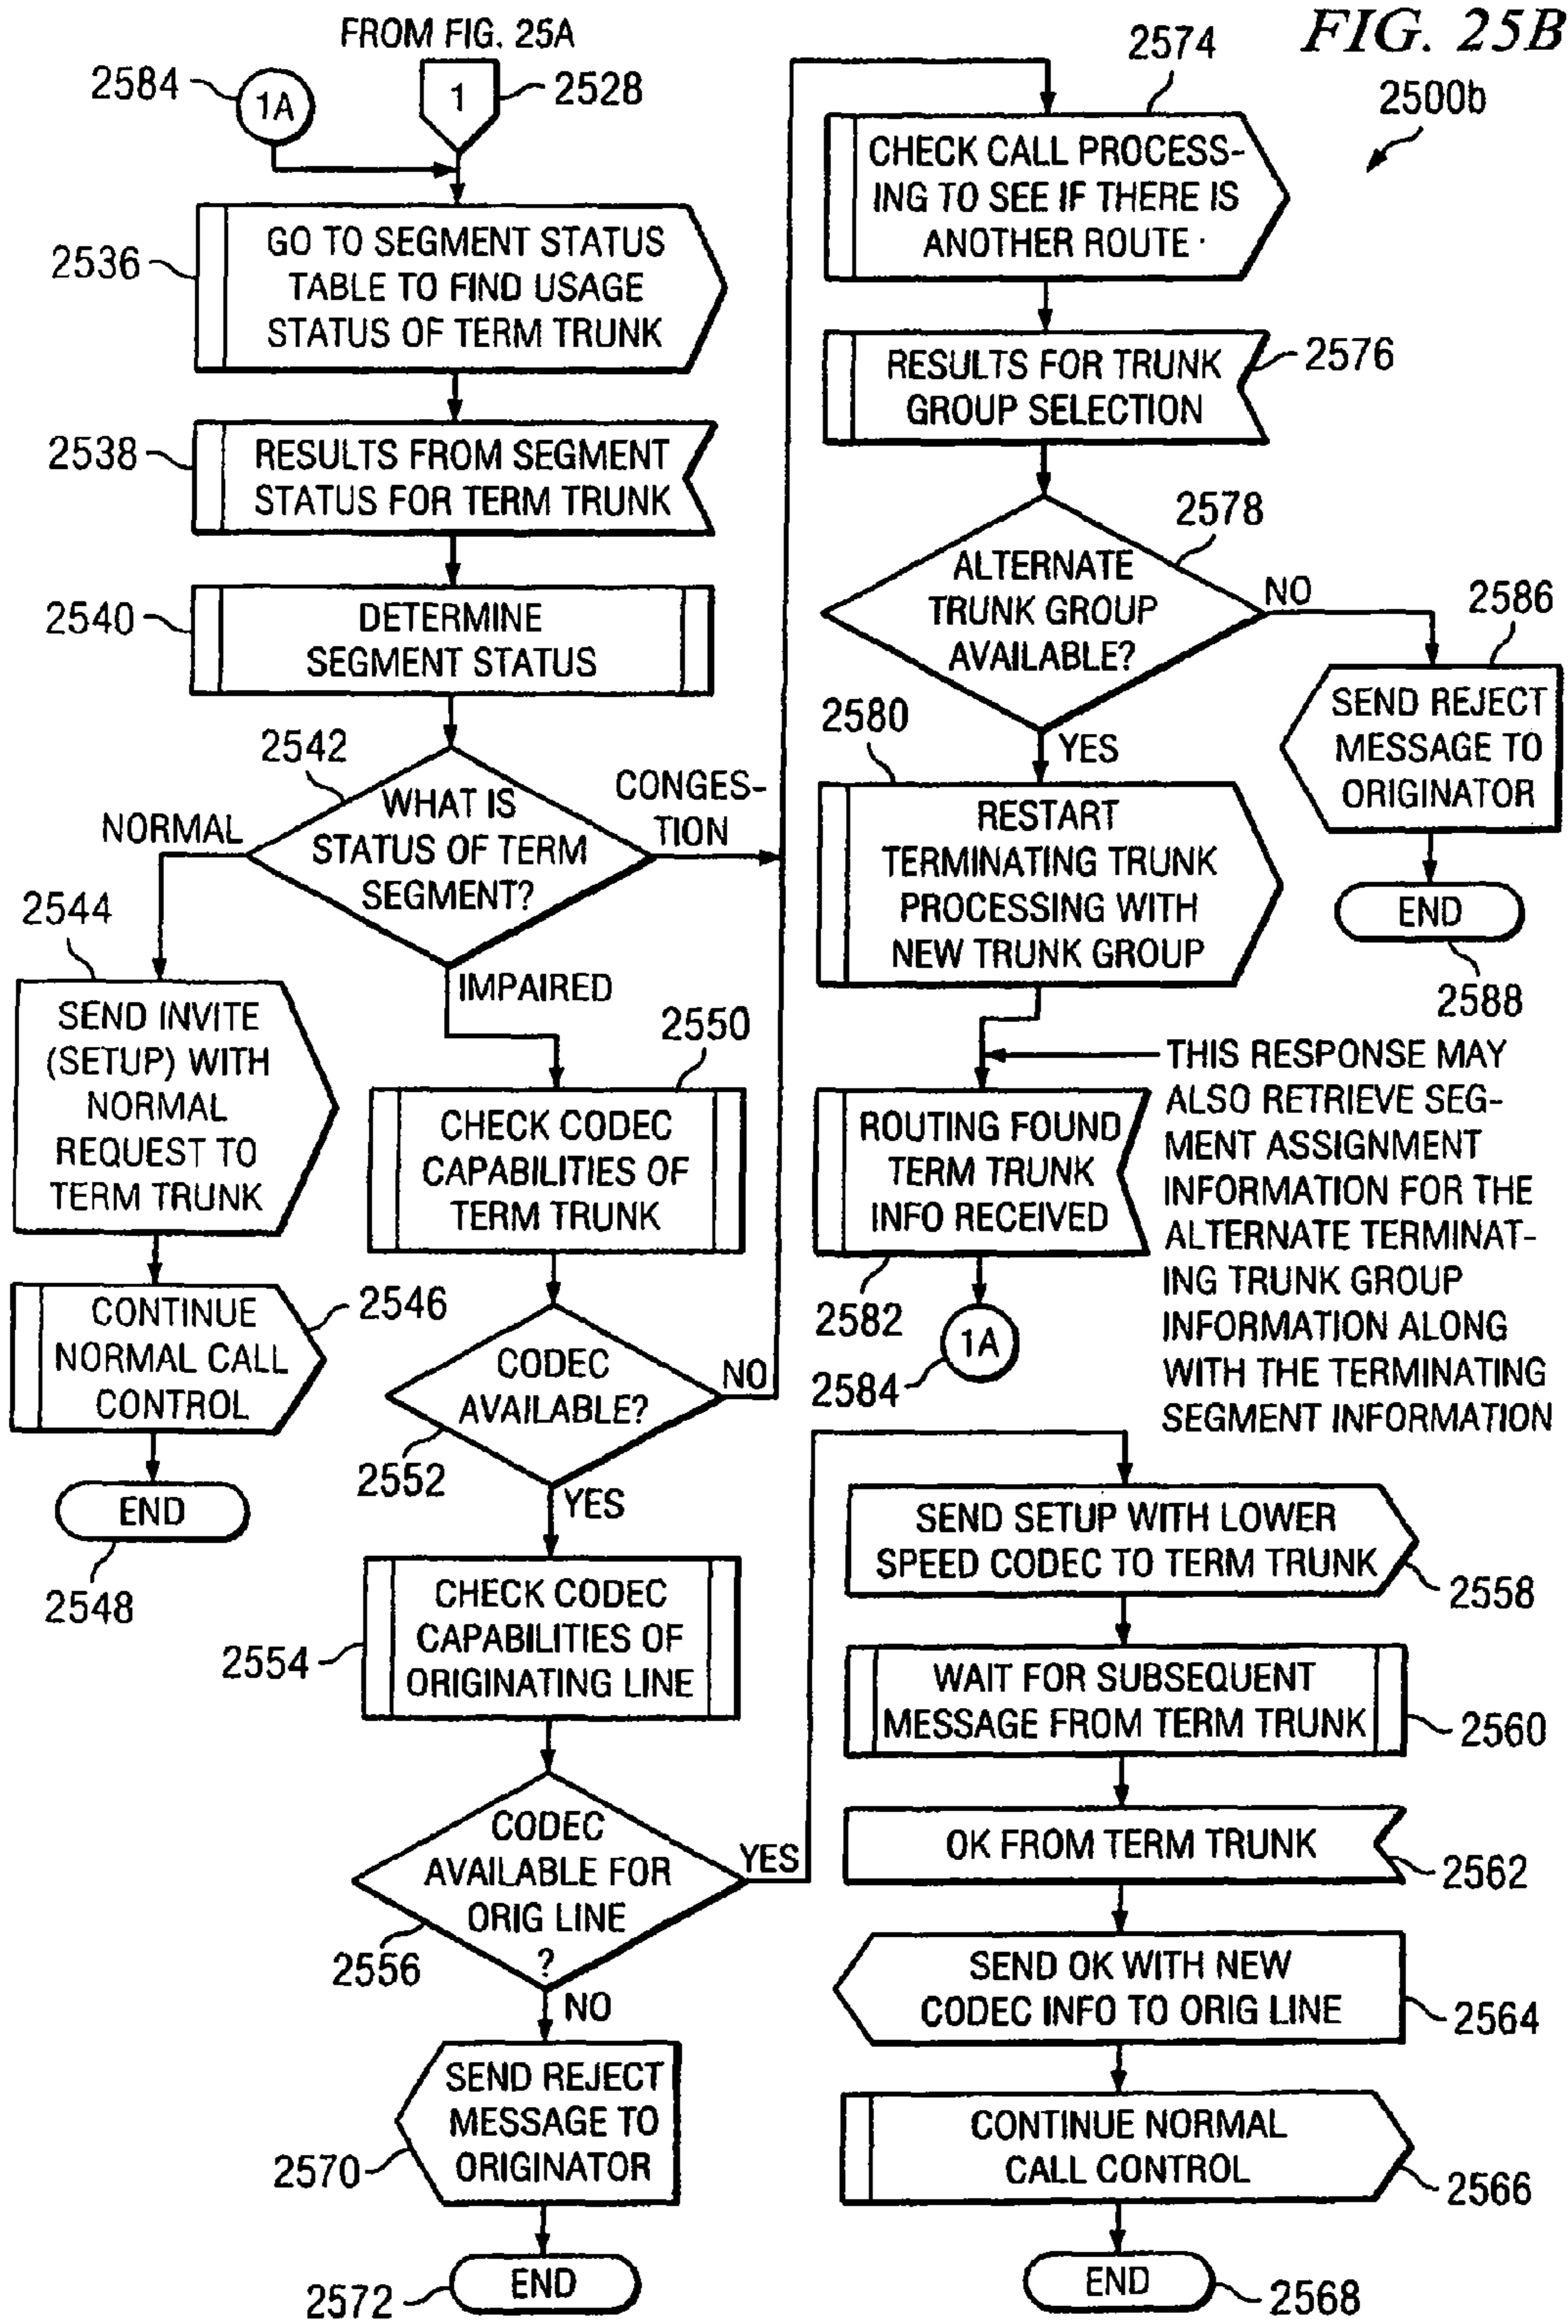 FIG. 25B
2500b
FROM FIG. 25A
2584
1A
1
2528
2536
GO TO SEGMENT STATUS
TABLE TO FIND USAGE
STATUS OF TERM TRUNK
2538
RESULTS FROM SEGMENT
STATUS FOR TERM TRUNK
2540
DETERMINE
SEGMENT STATUS
2542
WHAT IS
STATUS OF TERM
SEGMENT?
NORMAL
CONGES-
TION
IMPAIRED
2544
SEND INVITE
(SETUP) WITH
NORMAL
REQUEST TO
TERM TRUNK
CONTINUE
NORMAL CALL
CONTROL
2546
END
2548
2550
CHECK CODEC
CAPABILITIES OF
TERM TRUNK
CODEC
AVAILABLE?
NO
2552
YES
CHECK CODEC
CAPABILITIES OF
ORIGINATING LINE
2554
CODEC
AVAILABLE FOR
ORIG LINE
?
YES
2556
NO
SEND REJECT
MESSAGE TO
ORIGINATOR
2570
END
2572
2574
CHECK CALL PROCESS-
ING TO SEE IF THERE IS
ANOTHER ROUTE
RESULTS FOR TRUNK
GROUP SELECTION
2576
2578
ALTERNATE
TRUNK GROUP
AVAILABLE?
NO
2586
SEND REJECT
MESSAGE TO
ORIGINATOR
END
2588
YES
2580
RESTART
TERMINATING TRUNK
PROCESSING WITH
NEW TRUNK GROUP
ROUTING FOUND
TERM TRUNK
INFO RECEIVED
2582
1A
2584
THIS RESPONSE MAY
ALSO RETRIEVE SEG-
MENT ASSIGNMENT
INFORMATION FOR THE
ALTERNATE TERMINAT-
ING TRUNK GROUP
INFORMATION ALONG
WITH THE TERMINATING
SEGMENT INFORMATION
SEND SETUP WITH LOWER
SPEED CODEC TO TERM TRUNK
2558
WAIT FOR SUBSEQUENT
MESSAGE FROM TERM TRUNK
2560
OK FROM TERM TRUNK
2562
SEND OK WITH NEW
CODEC INFO TO ORIG LINE
2564
CONTINUE NORMAL
CALL CONTROL
2566
END
2568